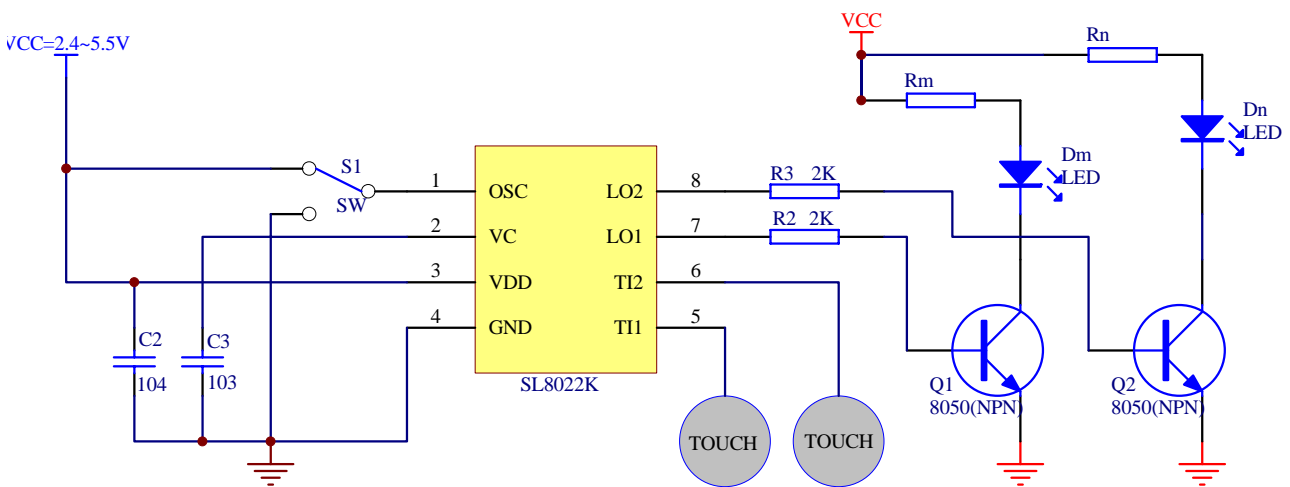 VCC
VCC=2.4~5.5V
Rn
Rm
Dn
LED
Dm
LED
S1
SW
1 OSC LO2 8 R3 2K
2 VC LO1 7 R2 2K
3 VDD TI2 6
4 GND TI1 5
C2
104
C3
103
SL8022K
Q1
8050(NPN)
Q2
8050(NPN)
TOUCH TOUCH